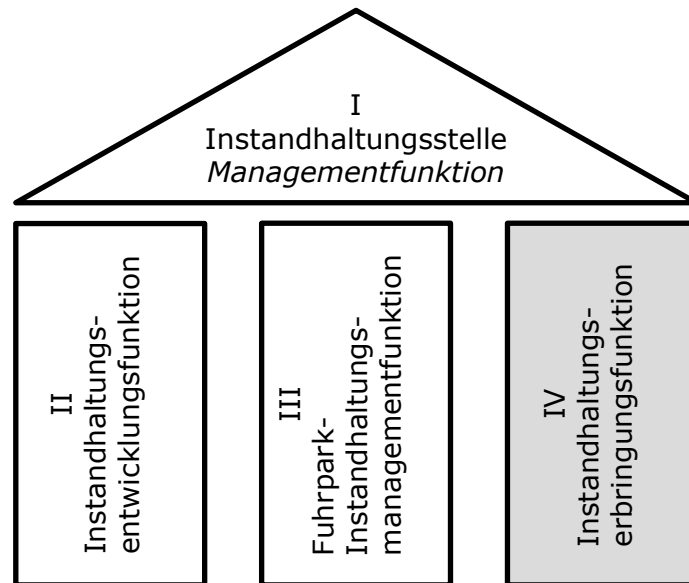 I
Instandhaltungsstelle
Managementfunktion
II
Instandhaltungs-
entwicklungsfunktion
III
Fuhrpark-
Instandhaltungs-
managementfunktion
IV
Instandhaltungs-
erbringungsfunktion